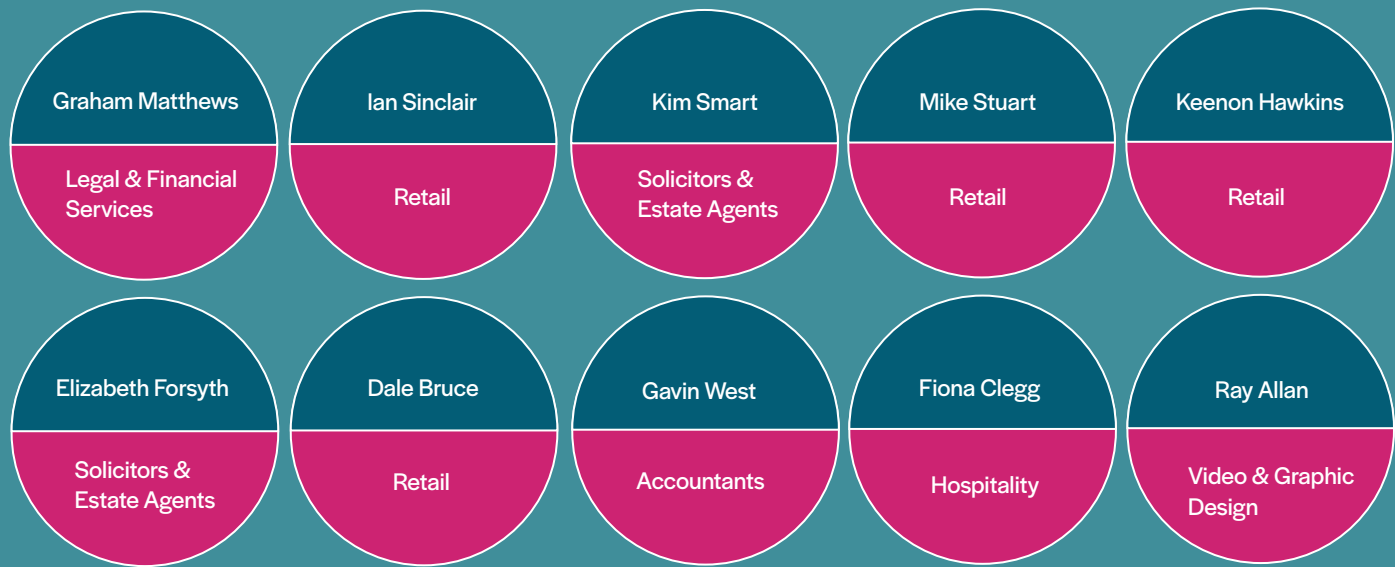 Graham Matthews
Legal & Financial
Services
Ian Sinclair
Retail
Kim Smart
Solicitors &
Estate Agents
Mike Stuart
Retail
Keenon Hawkins
Retail
Elizabeth Forsyth
Solicitors &
Estate Agents
Dale Bruce
Retail
Gavin West
Accountants
Fiona Clegg
Hospitality
Ray Allan
Video & Graphic
Design